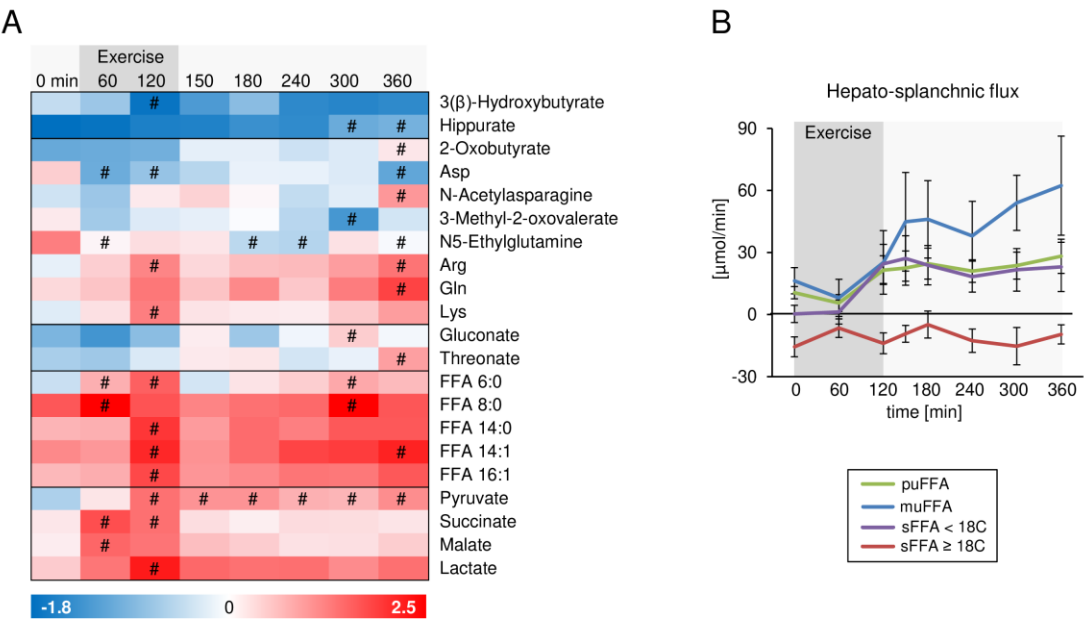 A
Exercise
0 min 60 120 150 180 240 300 360
# 3(β)-Hydroxybutyrate
# # Hippurate
# 2-Oxobutyrate
# # # Asp
# N-Acetylasparagine
# 3-Methyl-2-oxovalerate
# # # # N5-Ethylglutamine
# # Arg
# Gln
# Lys
# Gluconate
# Threonate
# # # FFA 6:0
# # FFA 8:0
# FFA 14:0
# # FFA 14:1
# FFA 16:1
# # # # # # Pyruvate
# # Succinate
# Malate
# Lactate
-1.8 0 2.5
B
Hepato-splanchnic flux
Exercise
[µmol/min]
90
60
30
0
-30
0 60 120 180 240 300 360
time [min]
puFFA
muFFA
sFFA < 18C
sFFA ≥ 18C